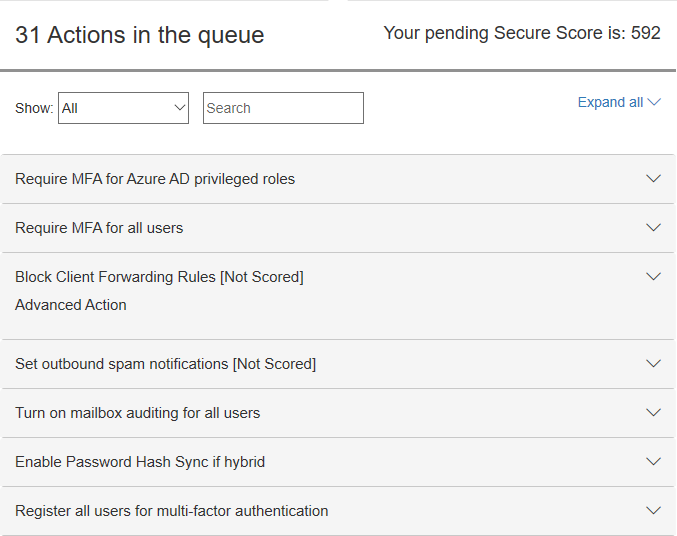 31 Actions in the queue
Your pending Secure Score is: 592
Show: All
Search
Expand all
Require MFA for Azure AD privileged roles
Require MFA for all users
Block Client Forwarding Rules [Not Scored]
Advanced Action
Set outbound spam notifications [Not Scored]
Turn on mailbox auditing for all users
Enable Password Hash Sync if hybrid
Register all users for multi-factor authentication